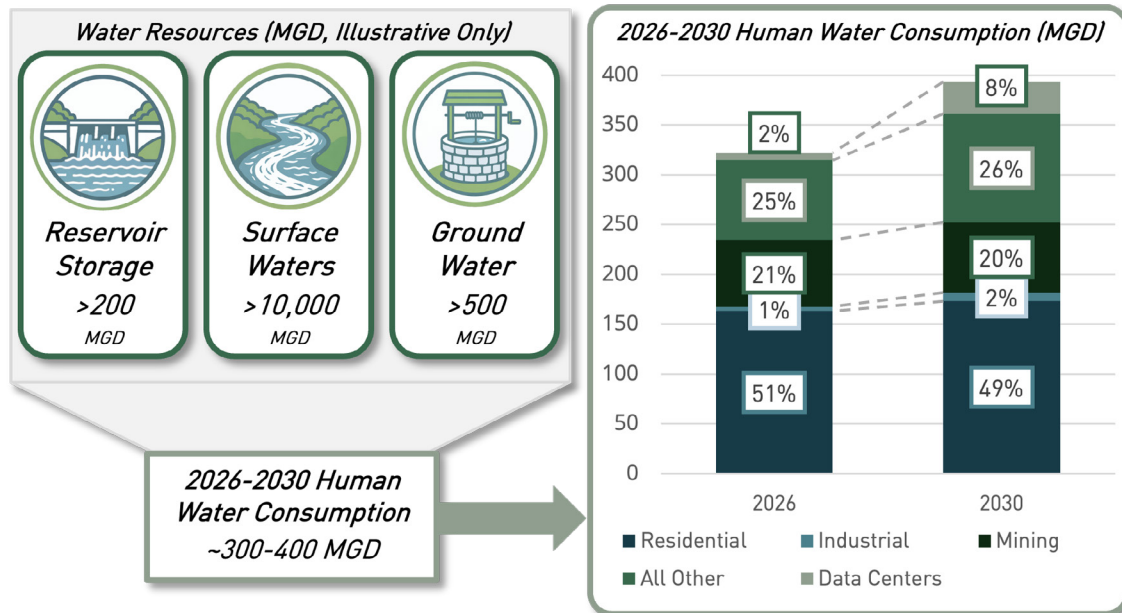 Water Resources (MGD, Illustrative Only)
Reservoir
Storage
>200
MGD
Surface
Waters
>10,000
MGD
Ground
Water
>500
MGD
2026-2030 Human
Water Consumption
~300-400 MGD
2026-2030 Human Water Consumption (MGD)
400
350
300
250
200
150
100
50
0
2%
25%
21%
1%
51%
8%
26%
20%
2%
49%
2026
2030
Residential
Industrial
Mining
All Other
Data Centers